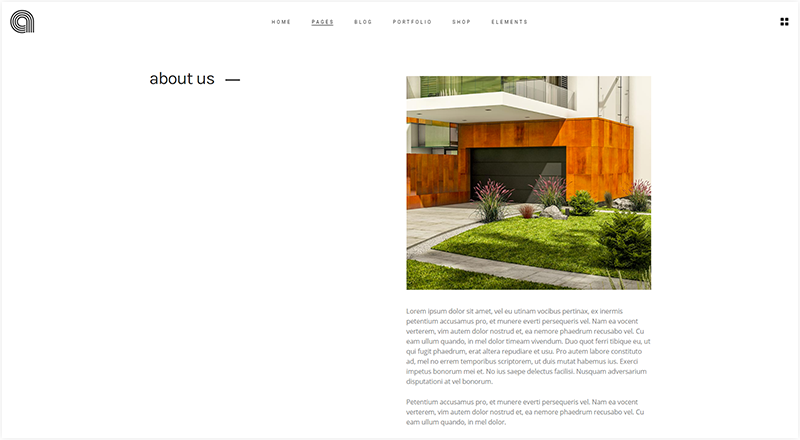 HOME PAGES BLOG PORTFOLIO SHOP ELEMENTS
about us —
Lorem ipsum dolor sit amet, vel eu utinam vocibus pertinax, ex inermis
petentium accusamus pro, et munere everti persequeris vel. Nam ea vocent
verterem, vim autem dolor nostrud et, ea nemore phaedrum recusabo vel. Cu
eam ullum quando, in mel dolor timeam vivendum. Duo quot ferri tibique eu, ut
qui fugit phaedrum, erat altera repudiare et usu. Pro autem labore constituto
ad, mel no errem temporibus scriptorem, ut duis mutat habemus ius. Exerci
impetus bonorum mei et. No ius saepe delectus facilisi. Nusquam adversarium
disputationi at vel bonorum.
Petentium accusamus pro, et munere everti persequeris vel. Nam ea vocent
verterem, vim autem dolor nostrud et, ea nemore phaedrum recusabo vel. Cu
eam ullum quando, in mel dolor.